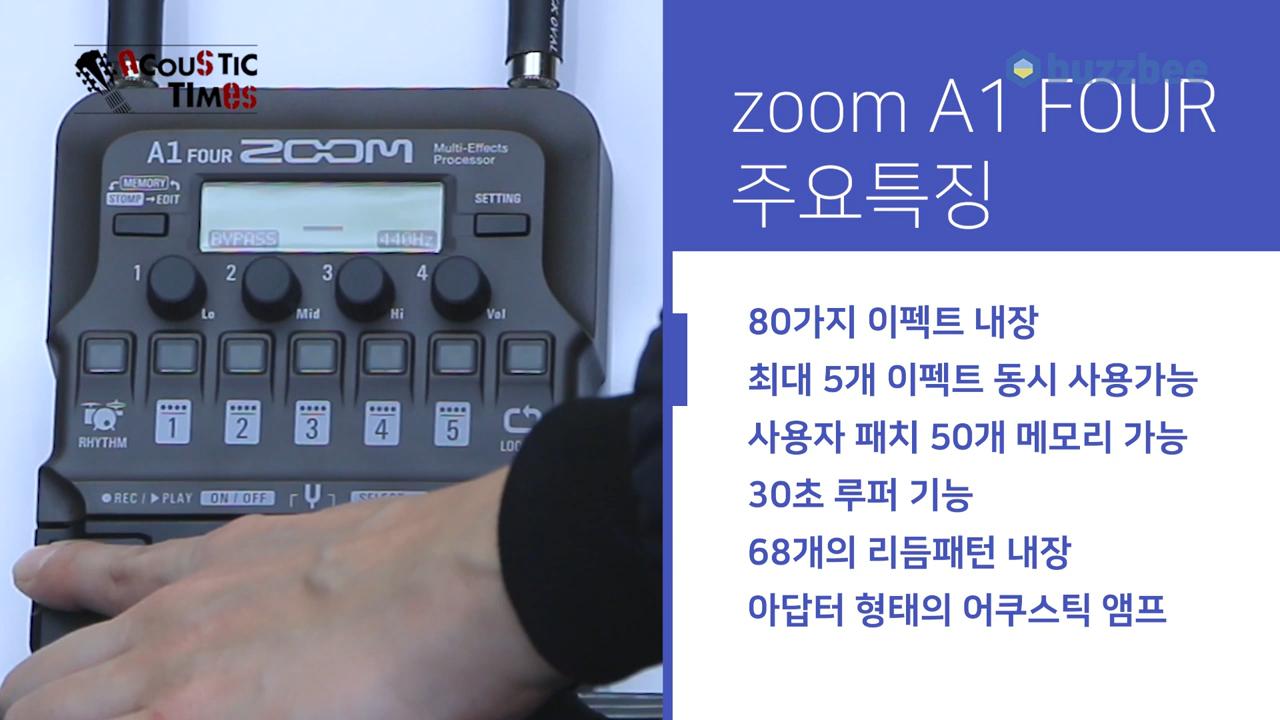 ACOUSTIC
TIMES
CK OVAL
A1 FOUR ZOOM Multi-Effects
Processor
MEMORY
STOMP → EDIT
SETTING
BYPASS 440Hz
1 2 3 4
Lo Mid Hi Vol
RHYTHM 1 2 3 4 5
REC / PLAY ON / OFF
buzzbee
zoom A1 FOUR
주요특징
80가지 이펙트 내장
최대 5개 이펙트 동시 사용가능
사용자 패치 50개 메모리 가능
30초 루퍼 기능
68개의 리듬패턴 내장
아답터 형태의 어쿠스틱 앰프